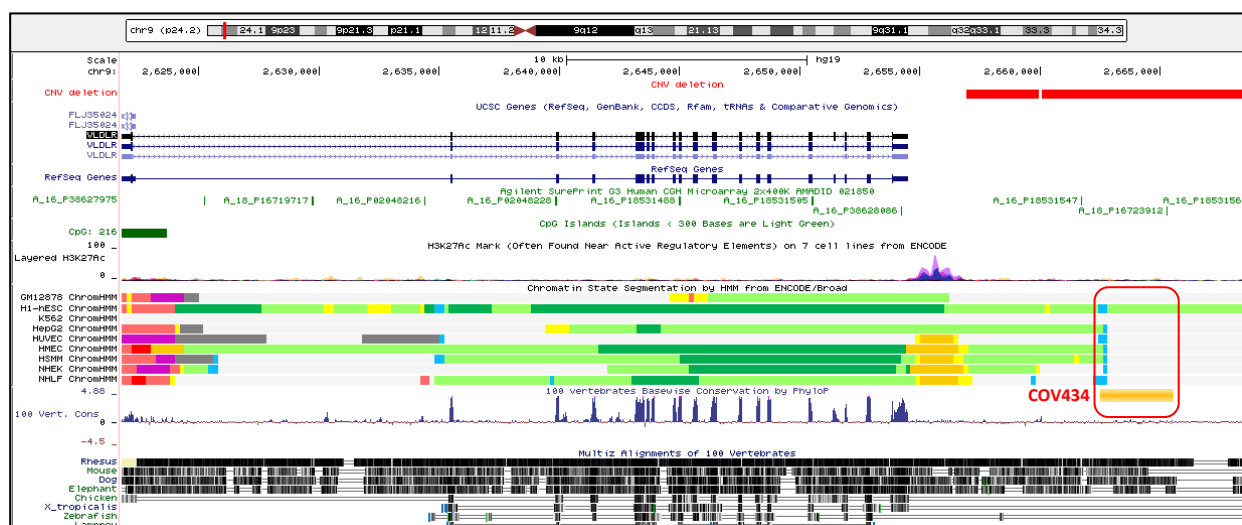 chr9 (p24.2) 24.1 9p23 9p21.3 p21.1 12 11.2 9q12 q13 21.13 9q31.1 q32 q33.1 33.3 34.3
Scale 10 kb hg19
chr9: 2,625,000 2,630,000 2,635,000 2,640,000 2,645,000 2,650,000 2,655,000 2,660,000 2,665,000
CNV deletion
CNV deletion
UCSC Genes (RefSeq, GenBank, CCDS, Rfam, tRNAs & Comparative Genomics)
FLJ35024
FLJ35024
VLDLR
VLDLR
VLDLR
RefSeq Genes
RefSeq Genes
Agilent SurePrint G3 Human CGH Microarray 2x400K AMADID 021850
A_16_P38627975 A_18_P16719717 A_16_P02048216 A_16_P02048228 A_16_P18531488 A_16_P18531505 A_16_P18531547 A_16_P1853156
A_16_P38628086 A_18_P16723912
CpG Islands (Islands < 300 Bases are Light Green)
CpG: 216
H3K27Ac Mark (Often Found Near Active Regulatory Elements) on 7 cell lines from ENCODE
100 _
Layered H3K27Ac
0 _
Chromatin State Segmentation by HMM from ENCODE/Broad
GM12878 ChromHMM
H1-hESC ChromHMM
K562 ChromHMM
HepG2 ChromHMM
HUVEC ChromHMM
HMEC ChromHMM
HSMM ChromHMM
NHEK ChromHMM
NHLF ChromHMM
COV434
100 vertebrates Basewise Conservation by PhyloP
4.88 _
100 Vert. Cons
0 _
-4.5 _
Multiz Alignments of 100 Vertebrates
Rhesus
Mouse
Dog
Elephant
Chicken
X_tropicalis
Zebrafish